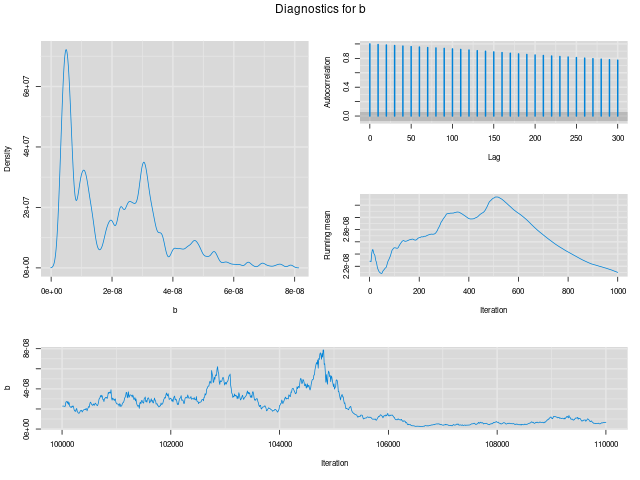 Diagnostics for b
Density
0e+00 2e+07 4e+07 6e+07
0e+00 2e-08 4e-08 6e-08 8e-08
b
Autocorrelation
0.0 0.4 0.8
0 50 100 150 200 250 300
Lag
Running mean
2.2e-08 2.8e-08
0 200 400 600 800 1000
Iteration
b
0e+00 4e-08 8e-08
100000 102000 104000 106000 108000 110000
Iteration